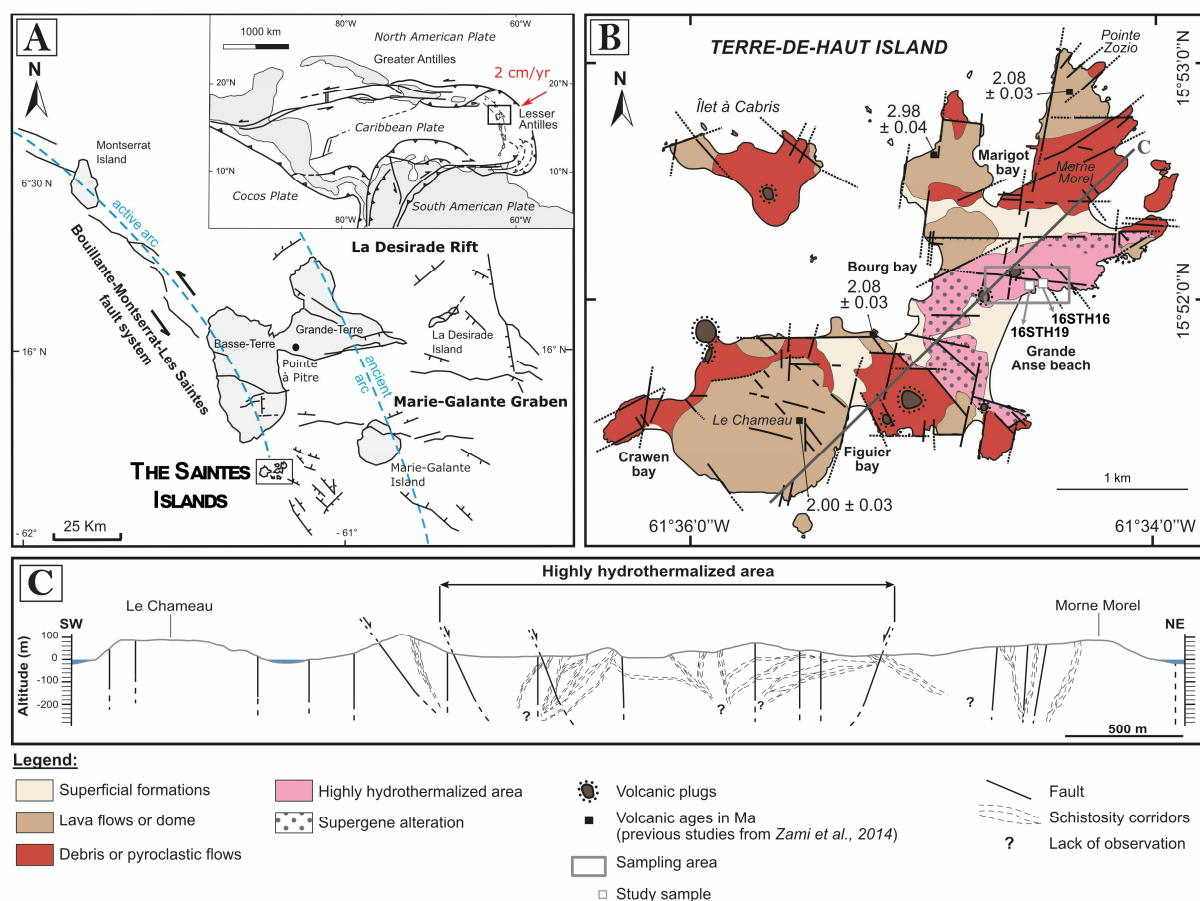 A
N
1000 km
80°W
60°W
North American Plate
Greater Antilles
2 cm/yr
20°N
20°N
Lesser
Antilles
Caribbean Plate
10°N
10°N
Cocos Plate
South American Plate
80°W
60°W
Montserrat
Island
6°30 N
active arc
Bouillante-Montserrat-Les Saintes
fault system
La Desirade Rift
Grande-Terre
Basse-Terre
La Desirade
Island
16° N
16° N
Pointe
à Pitre
ancient
arc
Marie-Galante Graben
Marie-Galante
Island
THE SAINTES
ISLANDS
25 Km
- 62°
-61°
B
TERRE-DE-HAUT ISLAND
N
Pointe
Zozio
15°53'0"N
2.08
± 0.03
Îlet à Cabris
2.98
± 0.04
Marigot
bay
C
Morne
Morel
Bourg bay
2.08
± 0.03
15°52'0"N
16STH16
16STH19
Grande
Anse beach
Le Chameau
Crawen
bay
Figuier
bay
1 km
2.00 ± 0.03
61°36'0"W
61°34'0"W
C
Highly hydrothermalized area
Le Chameau
Morne Morel
SW
NE
Altitude (m)
100
0
-100
-200
?
?
?
?
500 m
Legend:
Superficial formations
Lava flows or dome
Debris or pyroclastic flows
Highly hydrothermalized area
Supergene alteration
Volcanic plugs
Volcanic ages in Ma
(previous studies from Zami et al., 2014)
Sampling area
Study sample
Fault
Schistosity corridors
? Lack of observation